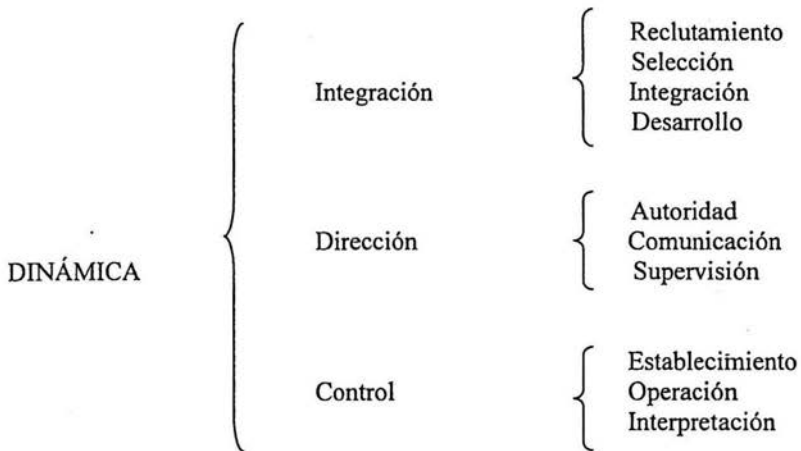 DINÁMICA
Integración
Reclutamiento
Selección
Integración
Desarrollo
Dirección
Autoridad
Comunicación
Supervisión
Control
Establecimiento
Operación
Interpretación